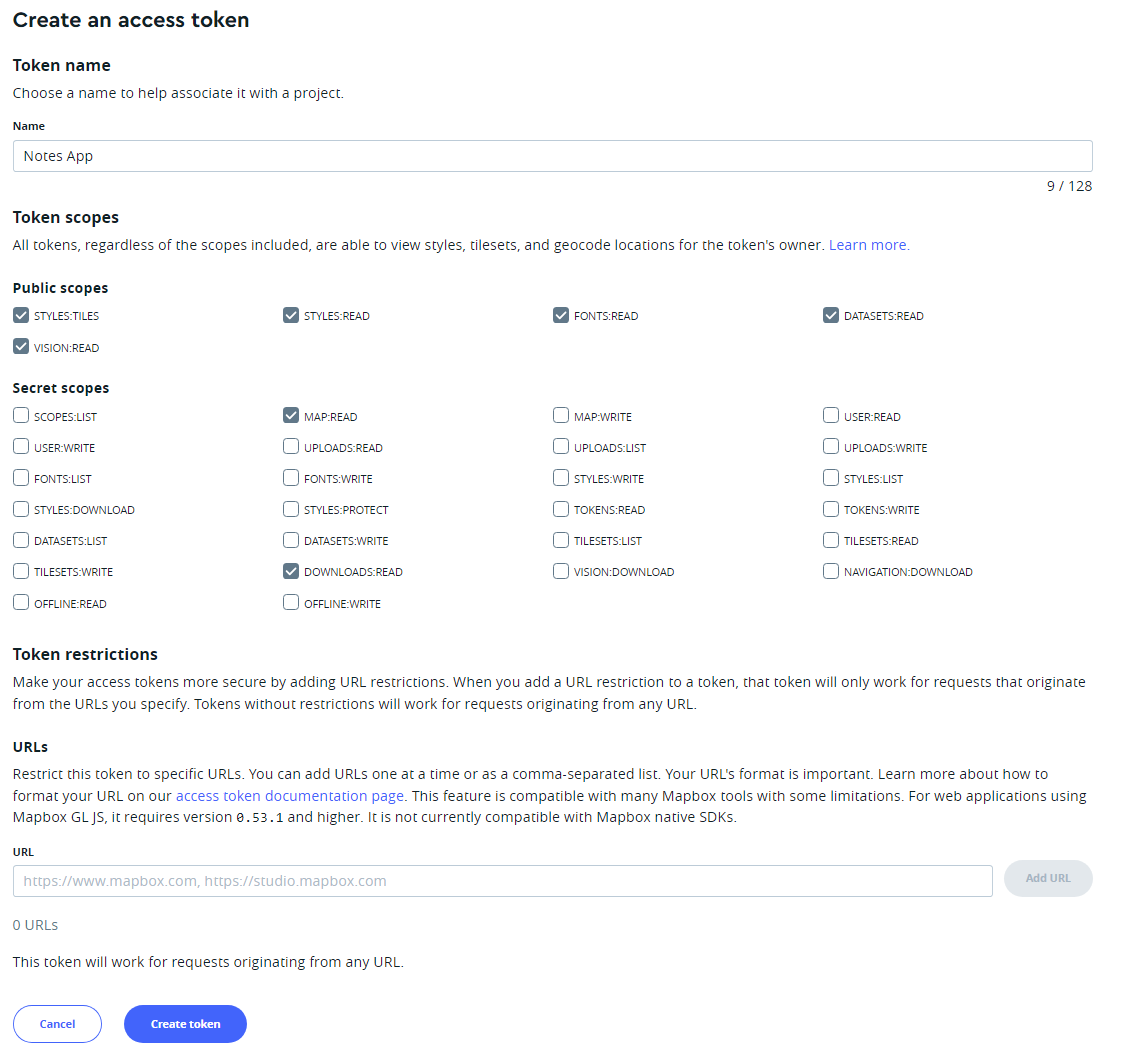 Create an access token
Token name
Choose a name to help associate it with a project.
Name
Notes App
9 / 128
Token scopes
All tokens, regardless of the scopes included, are able to view styles, tilesets, and geocode locations for the token's owner. Learn more.
Public scopes
STYLES:TILES STYLES:READ FONTS:READ DATASETS:READ
VISION:READ
Secret scopes
SCOPES:LIST MAP:READ MAP:WRITE USER:READ
USER:WRITE UPLOADS:READ UPLOADS:LIST UPLOADS:WRITE
FONTS:LIST FONTS:WRITE STYLES:WRITE STYLES:LIST
STYLES:DOWNLOAD STYLES:PROTECT TOKENS:READ TOKENS:WRITE
DATASETS:LIST DATASETS:WRITE TILESETS:LIST TILESETS:READ
TILESETS:WRITE DOWNLOADS:READ VISION:DOWNLOAD NAVIGATION:DOWNLOAD
OFFLINE:READ OFFLINE:WRITE
Token restrictions
Make your access tokens more secure by adding URL restrictions. When you add a URL restriction to a token, that token will only work for requests that originate
from the URLs you specify. Tokens without restrictions will work for requests originating from any URL.
URLs
Restrict this token to specific URLs. You can add URLs one at a time or as a comma-separated list. Your URL's format is important. Learn more about how to
format your URL on our access token documentation page. This feature is compatible with many Mapbox tools with some limitations. For web applications using
Mapbox GL JS, it requires version 0.53.1 and higher. It is not currently compatible with Mapbox native SDKs.
URL
https://www.mapbox.com, https://studio.mapbox.com Add URL
0 URLs
This token will work for requests originating from any URL.
Cancel Create token